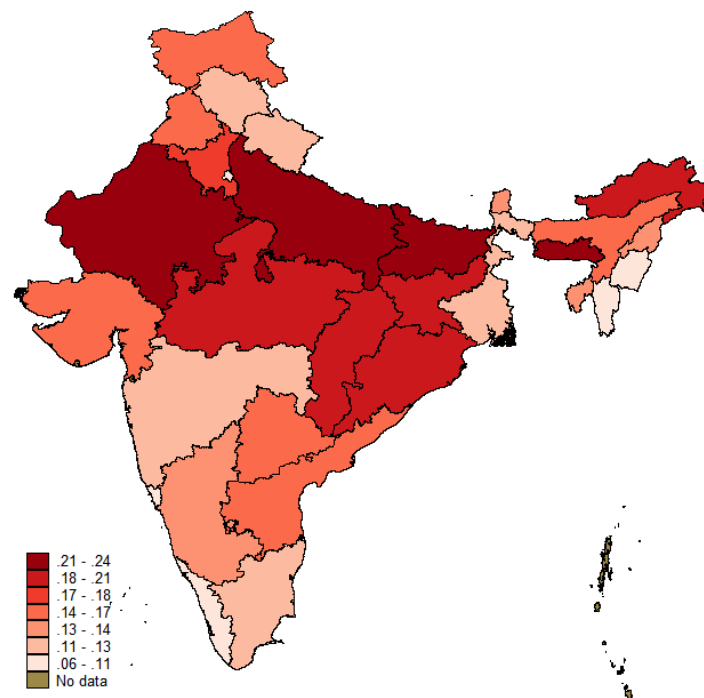 .21 - .24
.18 - .21
.17 - .18
.14 - .17
.13 - .14
.11 - .13
.06 - .11
No data